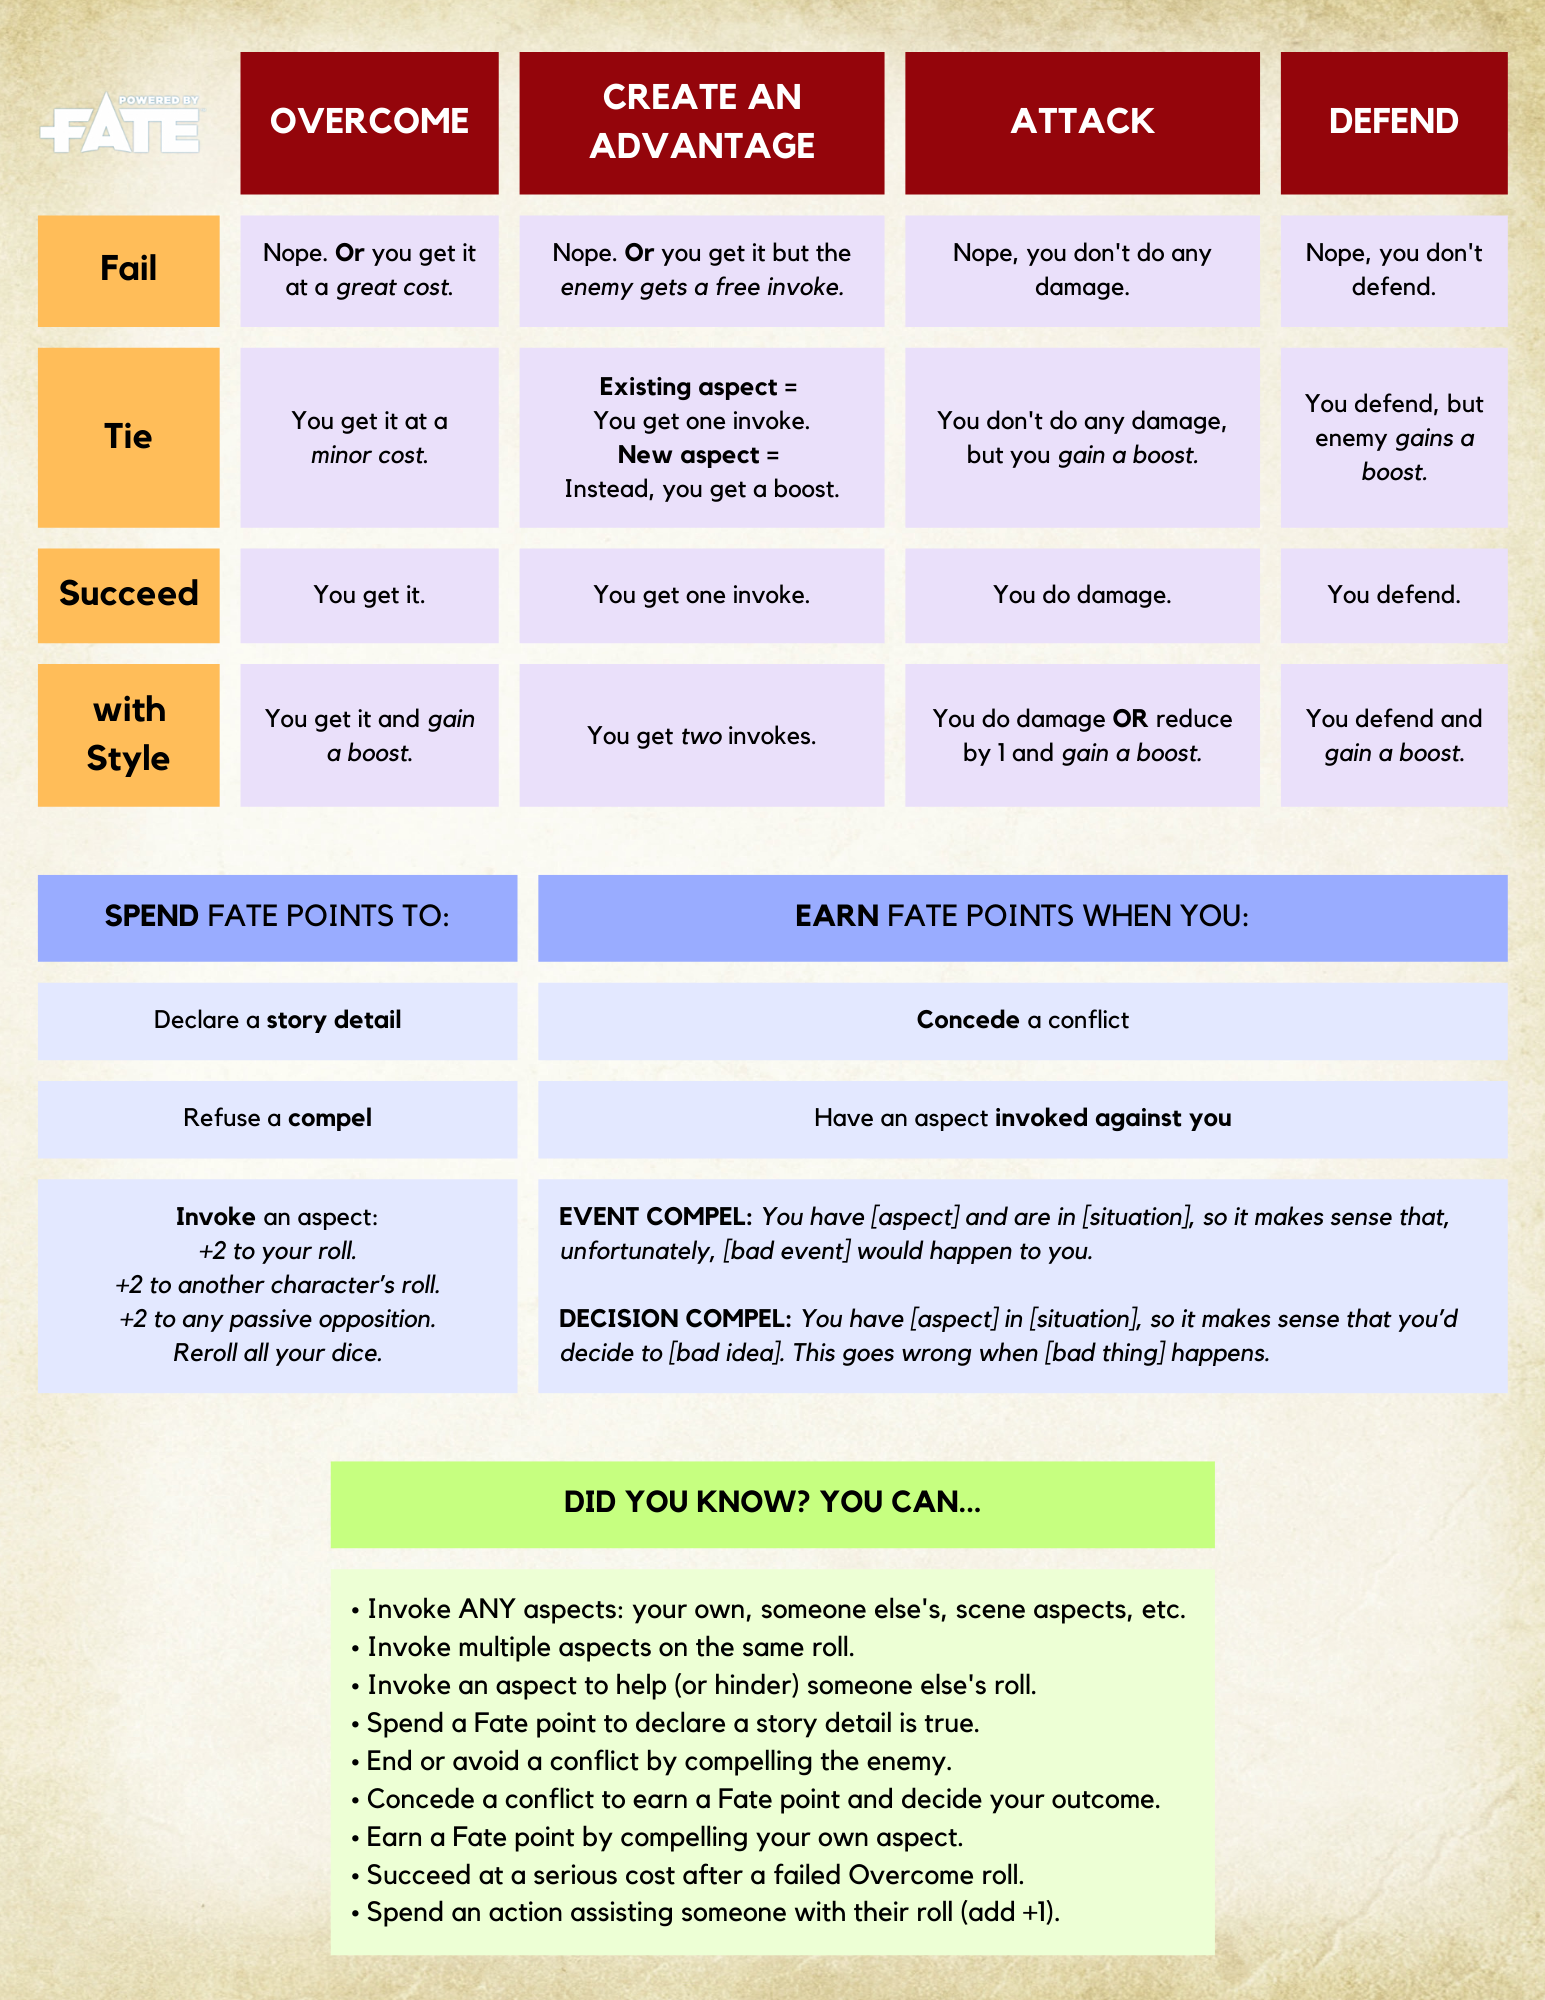 POWERED BY
FATE
OVERCOME
CREATE AN
ADVANTAGE
ATTACK
DEFEND
Fail
Nope. Or you get it
at a great cost.
Nope. Or you get it but the
enemy gets a free invoke.
Nope, you don't do any
damage.
Nope, you don't
defend.
Tie
You get it at a
minor cost.
Existing aspect =
You get one invoke.
New aspect =
Instead, you get a boost.
You don't do any damage,
but you gain a boost.
You defend, but
enemy gains a
boost.
Succeed
You get it.
You get one invoke.
You do damage.
You defend.
with
Style
You get it and gain
a boost.
You get two invokes.
You do damage OR reduce
by 1 and gain a boost.
You defend and
gain a boost.
SPEND FATE POINTS TO:
EARN FATE POINTS WHEN YOU:
Declare a story detail
Concede a conflict
Refuse a compel
Have an aspect invoked against you
Invoke an aspect:
+2 to your roll.
+2 to another character’s roll.
+2 to any passive opposition.
Reroll all your dice.
EVENT COMPEL: You have [aspect] and are in [situation], so it makes sense that,
unfortunately, [bad event] would happen to you.
DECISION COMPEL: You have [aspect] in [situation], so it makes sense that you’d
decide to [bad idea]. This goes wrong when [bad thing] happens.
DID YOU KNOW? YOU CAN...
• Invoke ANY aspects: your own, someone else's, scene aspects, etc.
• Invoke multiple aspects on the same roll.
• Invoke an aspect to help (or hinder) someone else's roll.
• Spend a Fate point to declare a story detail is true.
• End or avoid a conflict by compelling the enemy.
• Concede a conflict to earn a Fate point and decide your outcome.
• Earn a Fate point by compelling your own aspect.
• Succeed at a serious cost after a failed Overcome roll.
• Spend an action assisting someone with their roll (add +1).